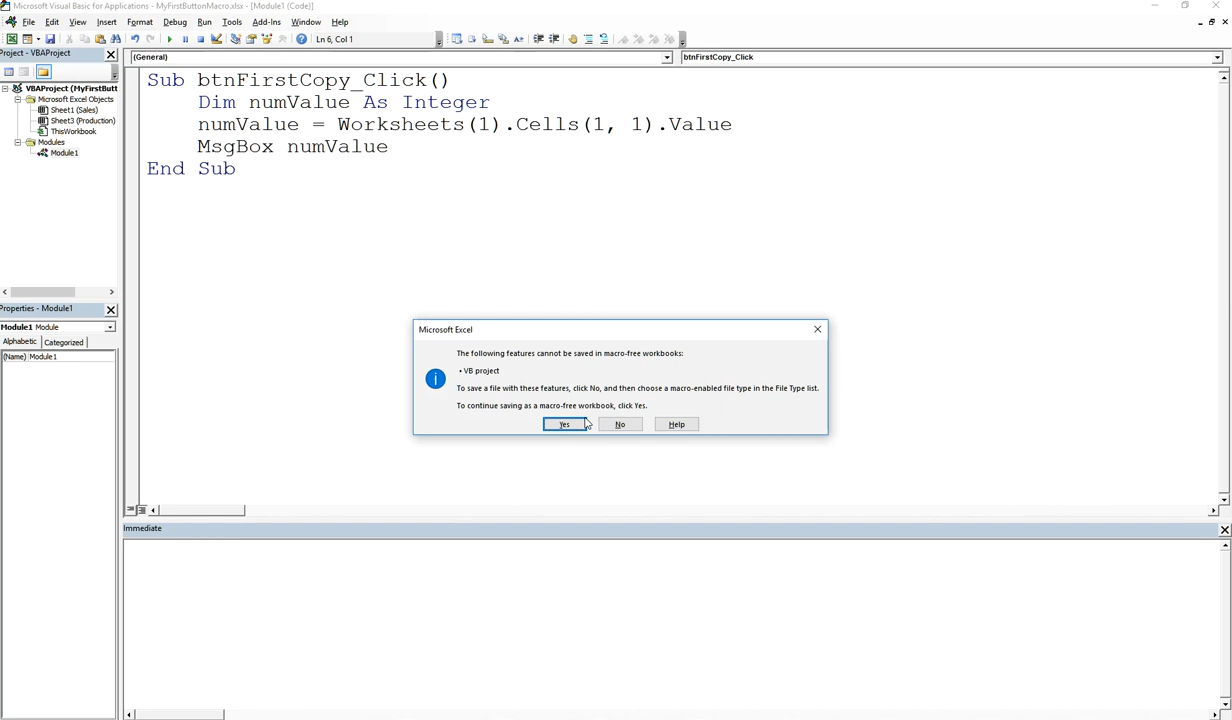 Microsoft Visual Basic for Applications - MyFirstButtonMacro.xlsx - [Module1 (Code)]
File Edit View Insert Format Debug Run Tools Add-Ins Window Help
Ln 6, Col 1
Project - VBAProject
(General) btnFirstCopy_Click
VBAProject (MyFirstButt
Microsoft Excel Objects
Sheet1 (Sales)
Sheet3 (Production)
ThisWorkbook
Modules
Module1
Sub btnFirstCopy_Click()
Dim numValue As Integer
numValue = Worksheets(1).Cells(1, 1).Value
MsgBox numValue
End Sub
Properties - Module1
Module1 Module
Alphabetic Categorized
(Name) Module1
Microsoft Excel
The following features cannot be saved in macro-free workbooks:
• VB project
To save a file with these features, click No, and then choose a macro-enabled file type in the File Type list.
To continue saving as a macro-free workbook, click Yes.
Yes No Help
Immediate